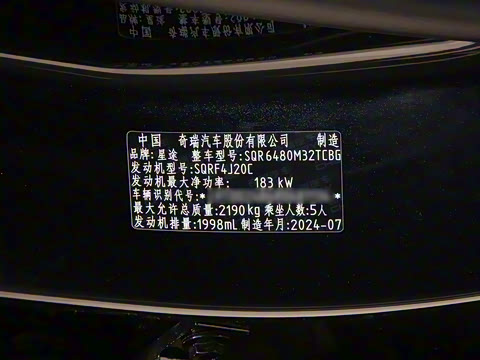 中国 奇瑞汽车股份有限公司 制造
品牌:星途 整车型号:SQR6480M32TCBG
发动机型号:SQRF4J20C
发动机最大净功率: 183 kW
车辆识别代号:* *
最大允许总质量:2190kg 乘坐人数:5人
发动机排量:1998mL 制造年月:2024-07